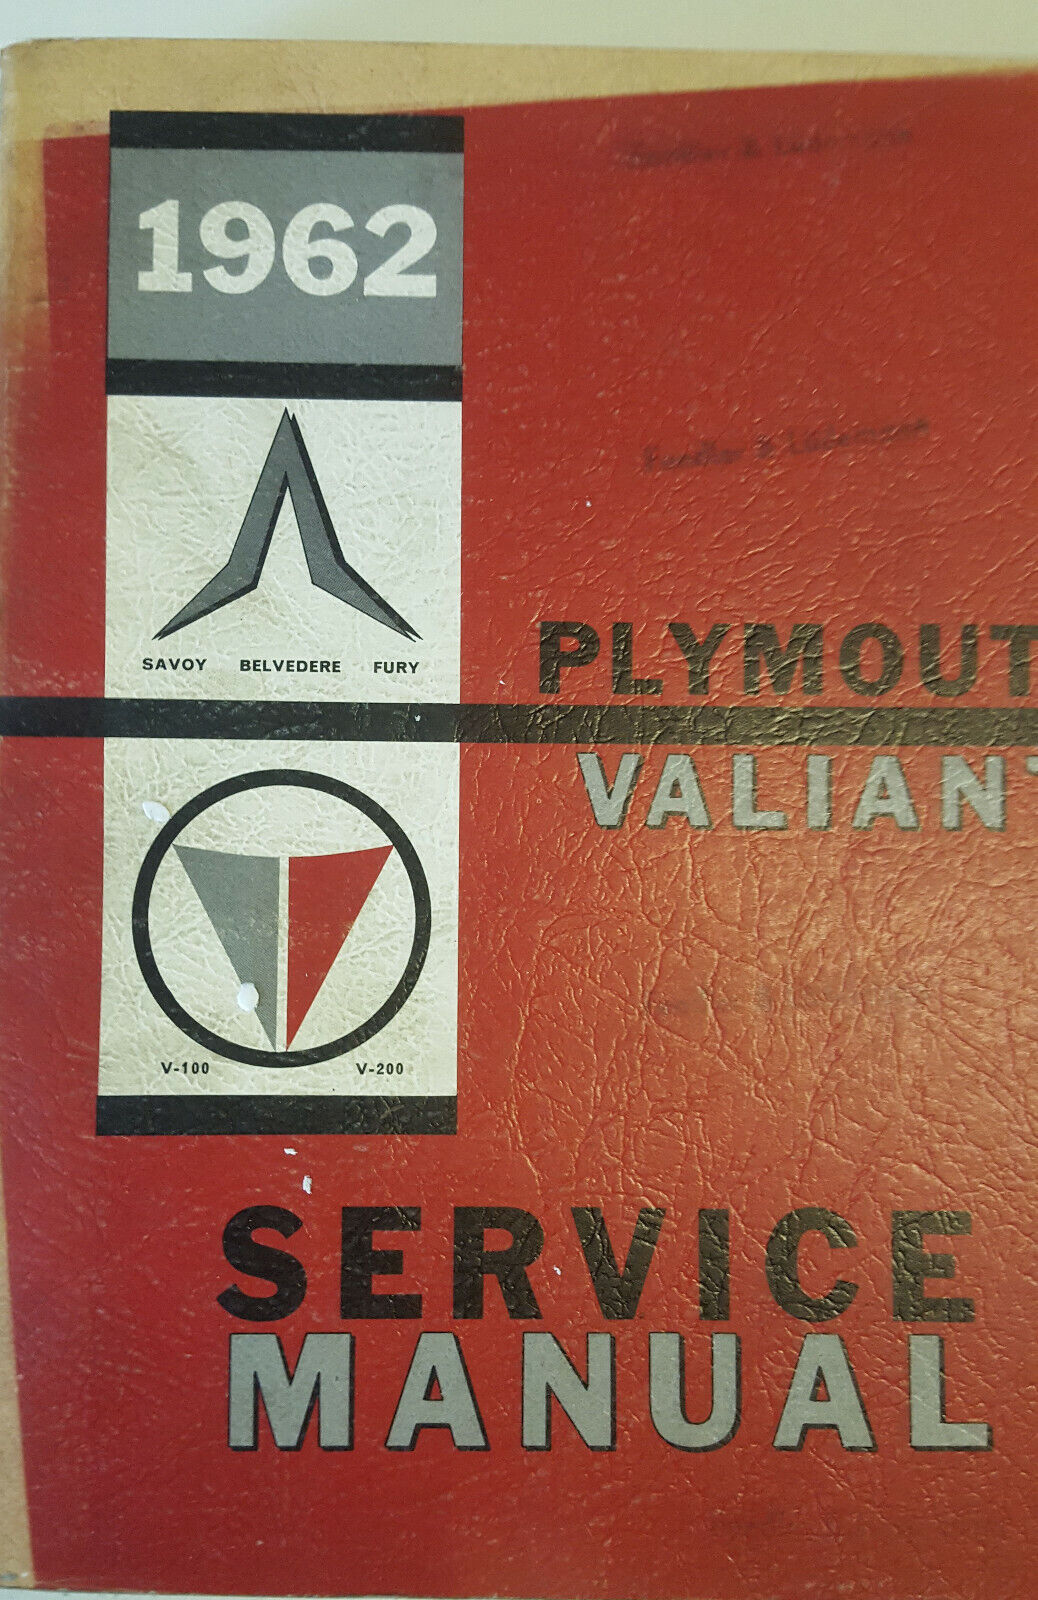 1962
SAVOY BELVEDERE FURY
PLYMOUT
VALIANT
V-100 V-200
SERVICE
MANUAL